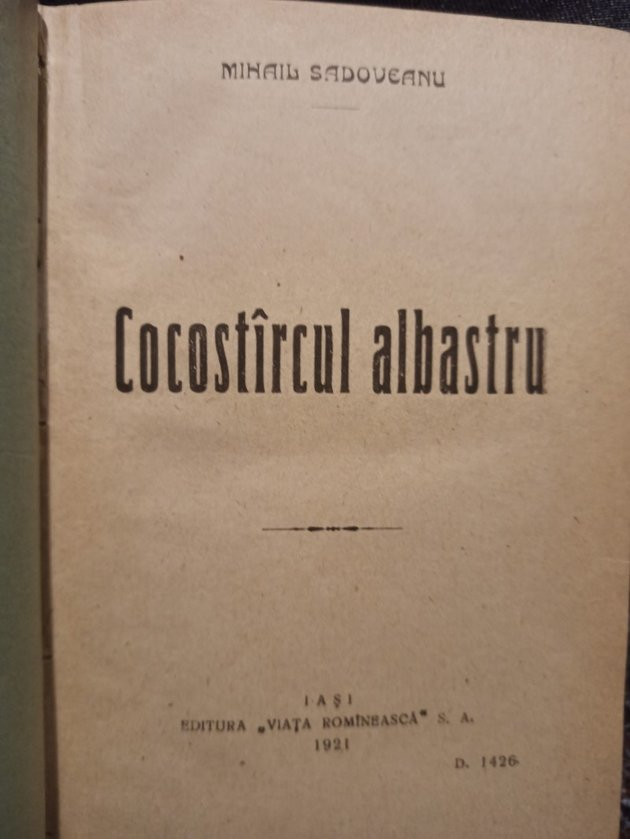 MIHAIL SADOVEANU
Cocostîrcul albastru
IAŞI
EDITURA „VIAŢA ROMÎNEASCĂ“ S. A.
1921
D. 1426.